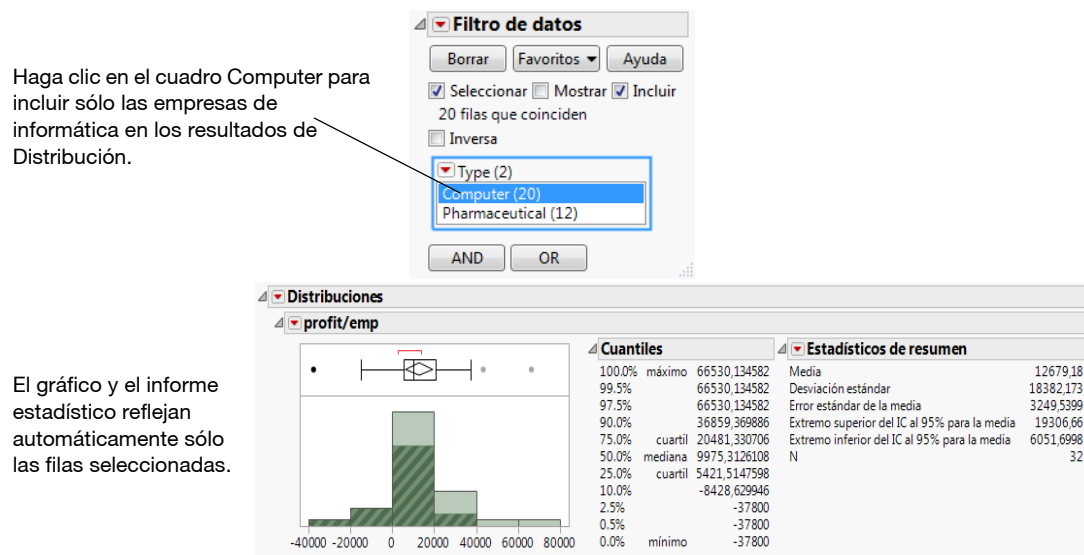 Filtro de datos
Borrar Favoritos Ayuda
Seleccionar Mostrar Incluir
20 filas que coinciden
Inversa
Type (2)
Computer (20)
Pharmaceutical (12)
AND OR
Haga clic en el cuadro Computer para
incluir sólo las empresas de
informática en los resultados de
Distribución.
Distribuciones
profit/emp
-40000 -20000 0 20000 40000 60000 80000
Cuantiles
100.0% máximo 66530,134582
99.5% 66530,134582
97.5% 66530,134582
90.0% 36859,369886
75.0% cuartil 20481,330706
50.0% mediana 9975,3126108
25.0% cuartil 5421,5147598
10.0% -8428,629946
2.5% -37800
0.5% -37800
0.0% mínimo -37800
Estadísticos de resumen
Media 12679,18
Desviación estándar 18382,173
Error estándar de la media 3249,5399
Extremo superior del IC al 95% para la media 19306,66
Extremo inferior del IC al 95% para la media 6051,6998
N 32
El gráfico y el informe
estadístico reflejan
automáticamente sólo
las filas seleccionadas.